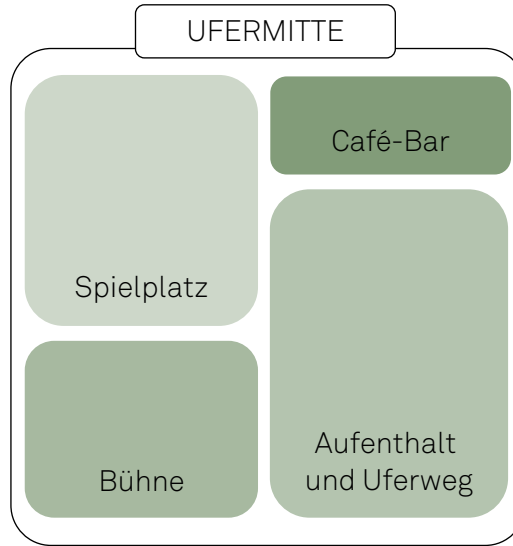 UFERMITTE
Café-Bar
Spielplatz
Aufenthalt
und Uferweg
Bühne